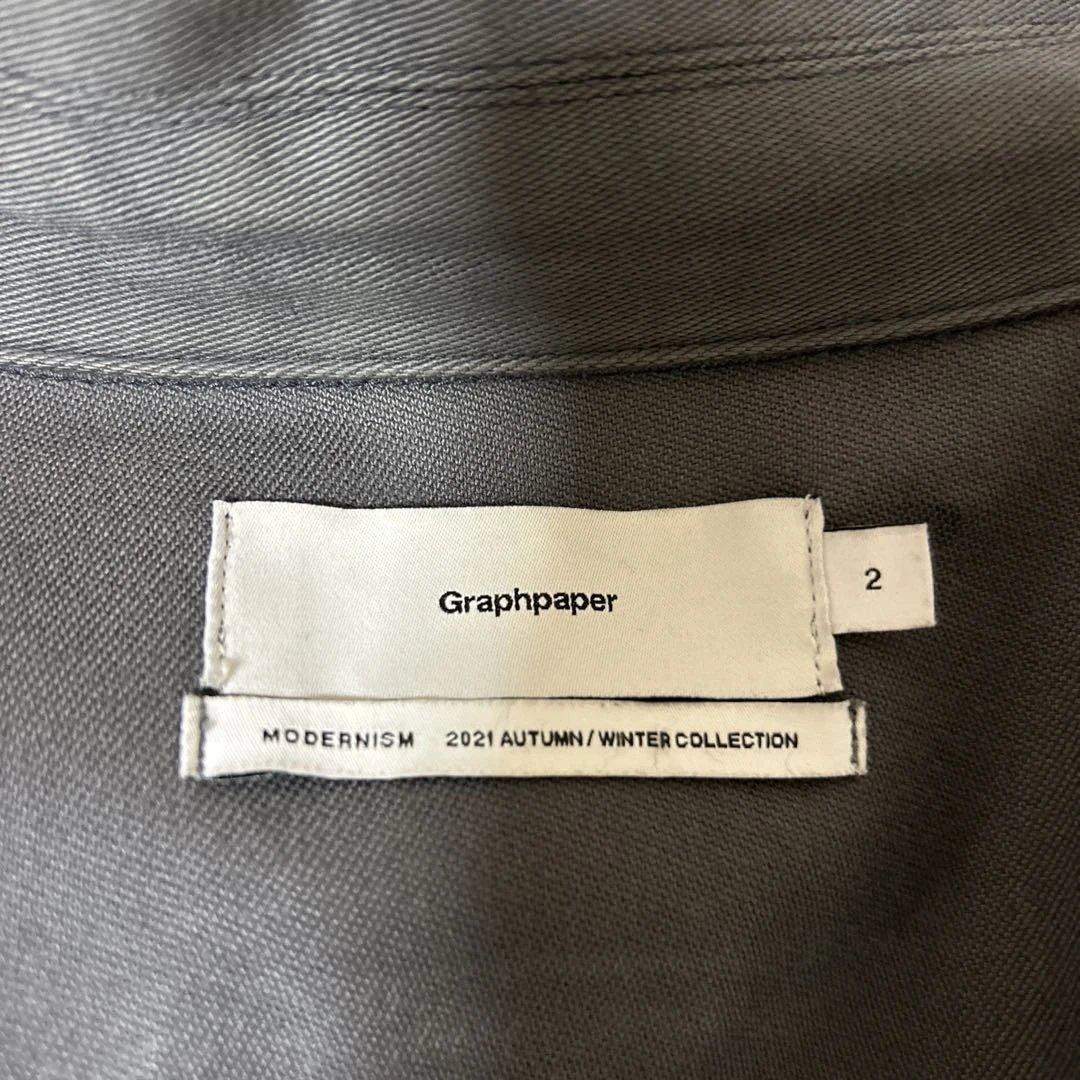 Graphpaper
2
MODERNISM 2021 AUTUMN / WINTER COLLECTION